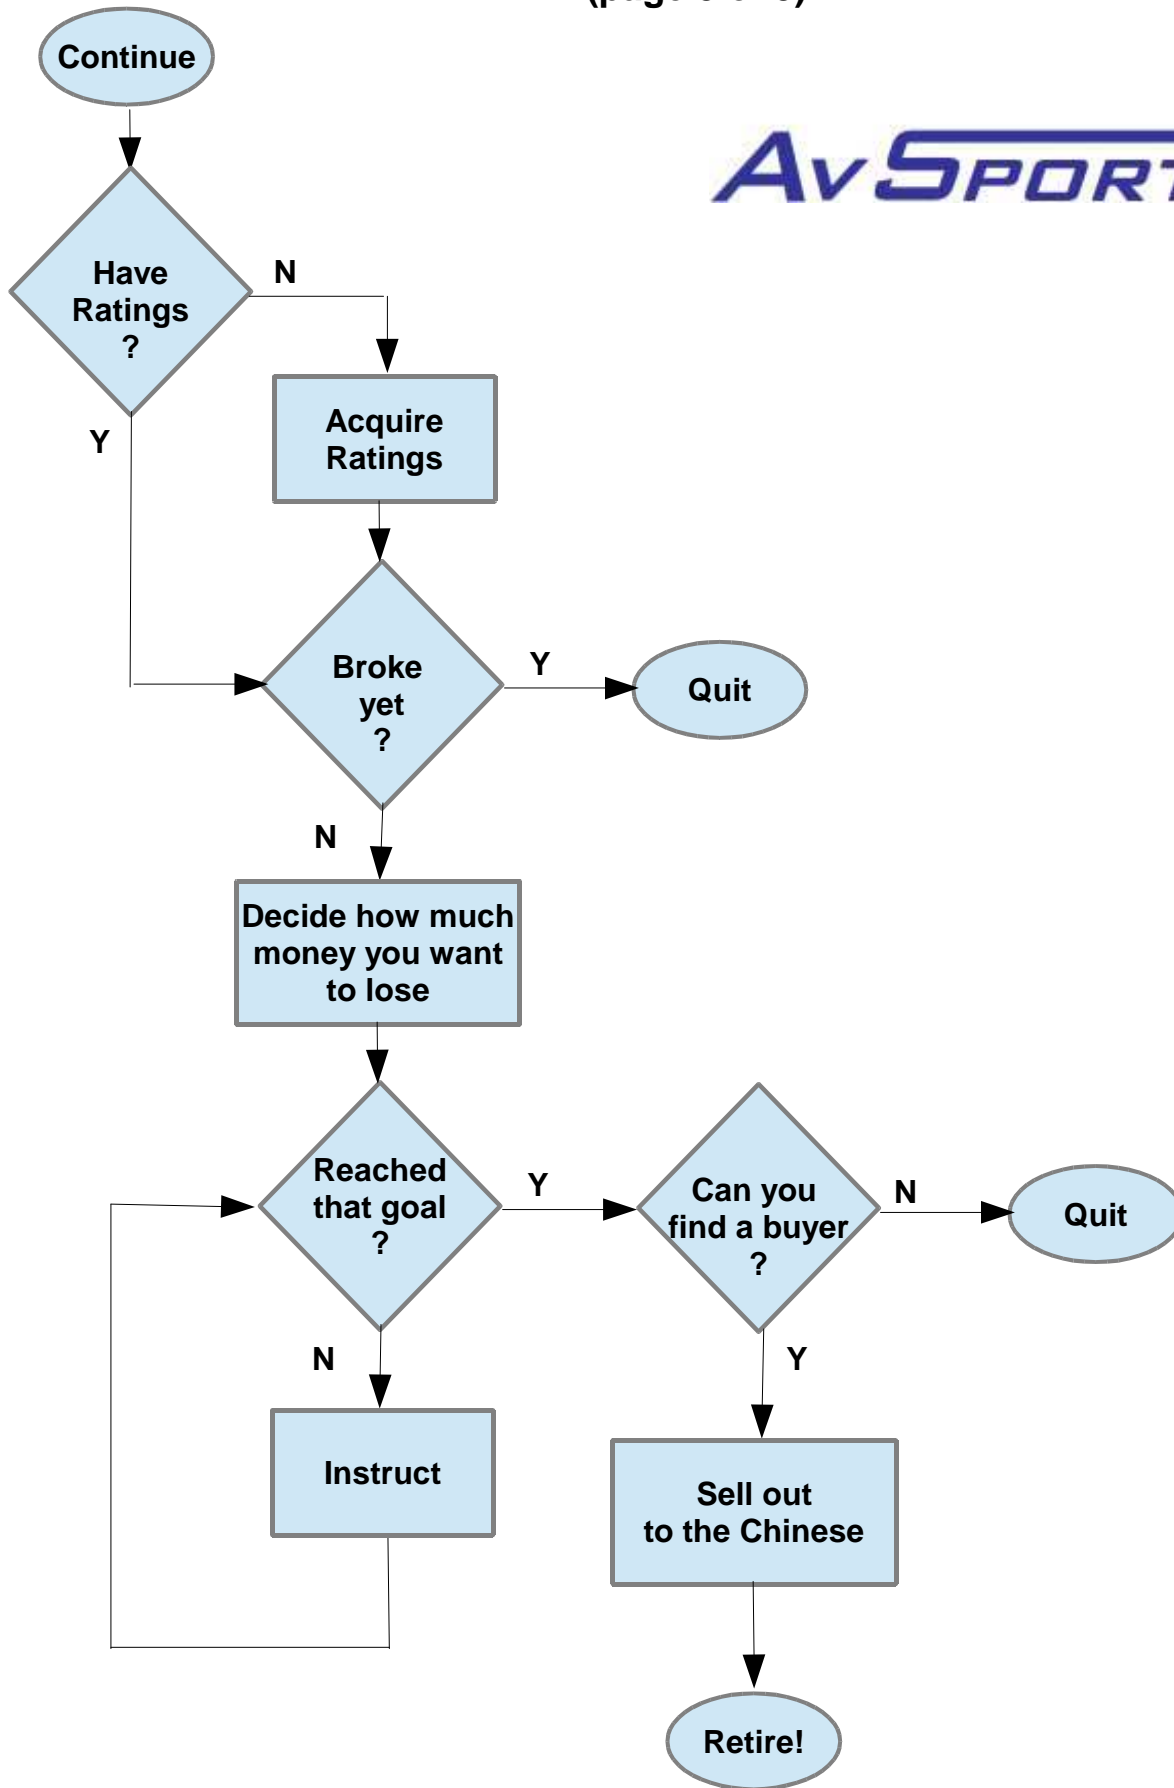 Continue
AVSPORT
Have
Ratings
?
N
Y
Acquire
Ratings
Broke
yet
?
Y
Quit
N
Decide how much
money you want
to lose
Reached
that goal
?
Y
Can you
find a buyer
?
N
Quit
N
Y
Instruct
Sell out
to the Chinese
Retire!